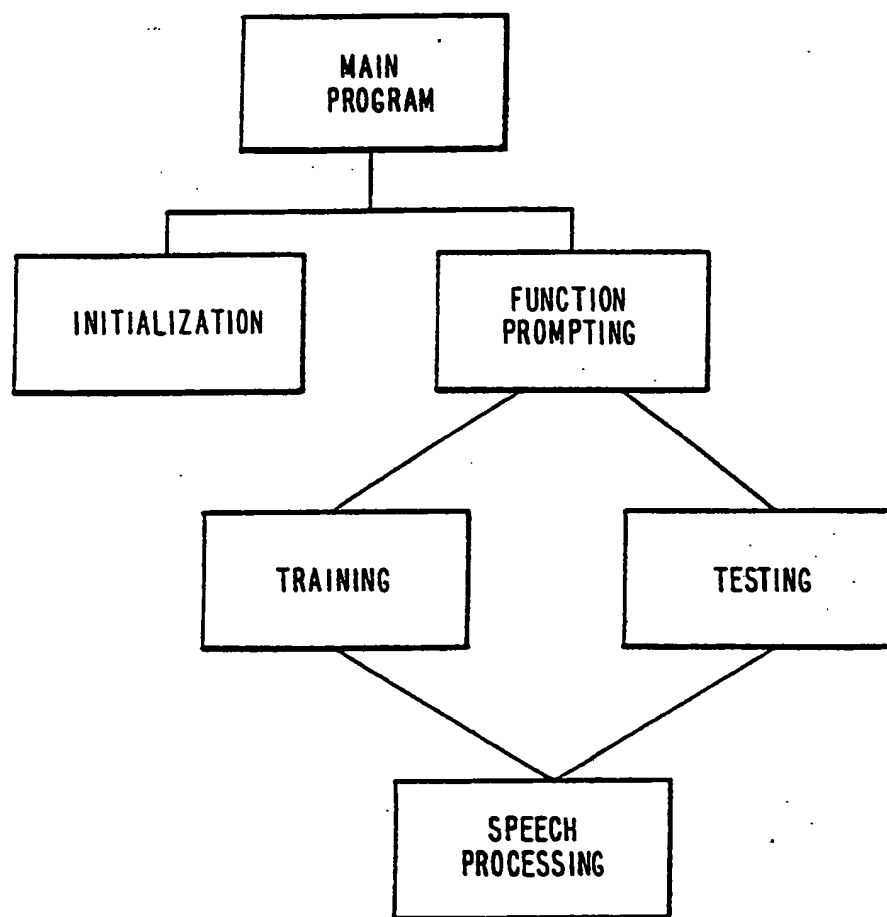 MAIN
PROGRAM
INITIALIZATION
FUNCTION
PROMPTING
TRAINING
TESTING
SPEECH
PROCESSING